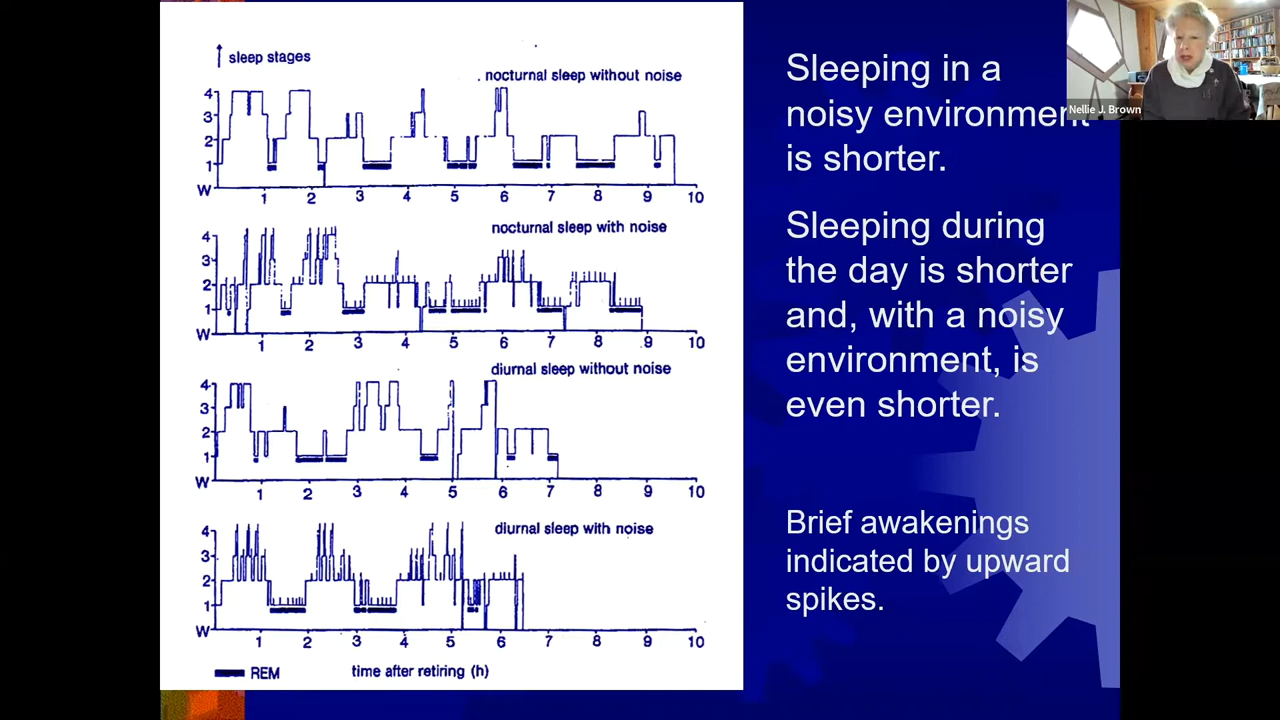 sleep stages
nocturnal sleep without noise
4
3
2
1
W
1 2 3 4 5 6 7 8 9 10
nocturnal sleep with noise
4
3
2
1
W
1 2 3 4 5 6 7 8 9 10
diurnal sleep without noise
4
3
2
1
W
1 2 3 4 5 6 7 8 9 10
diurnal sleep with noise
4
3
2
1
W
1 2 3 4 5 6 7 8 9 10
REM time after retiring (h)
Sleeping in a
noisy environment
is shorter.
Sleeping during
the day is shorter
and, with a noisy
environment, is
even shorter.
Brief awakenings
indicated by upward
spikes.
Nellie J. Brown